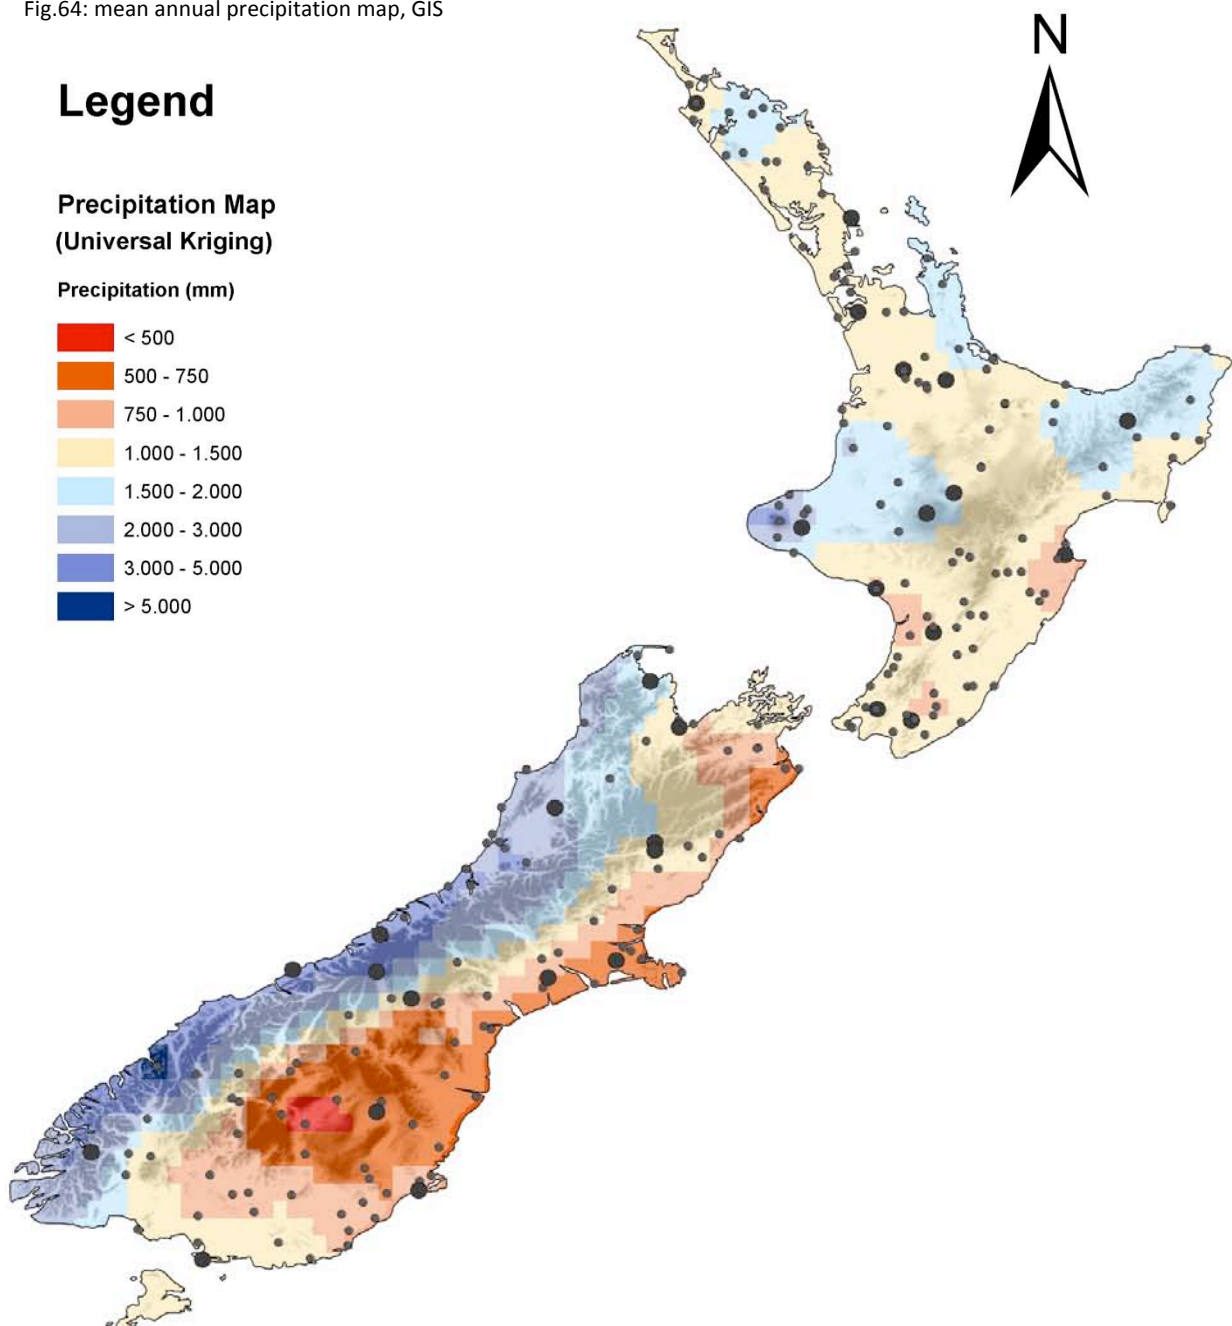 Fig.64: mean annual precipitation map, GIS
N
Legend
Precipitation Map
(Universal Kriging)
Precipitation (mm)
< 500
500 - 750
750 - 1.000
1.000 - 1.500
1.500 - 2.000
2.000 - 3.000
3.000 - 5.000
> 5.000